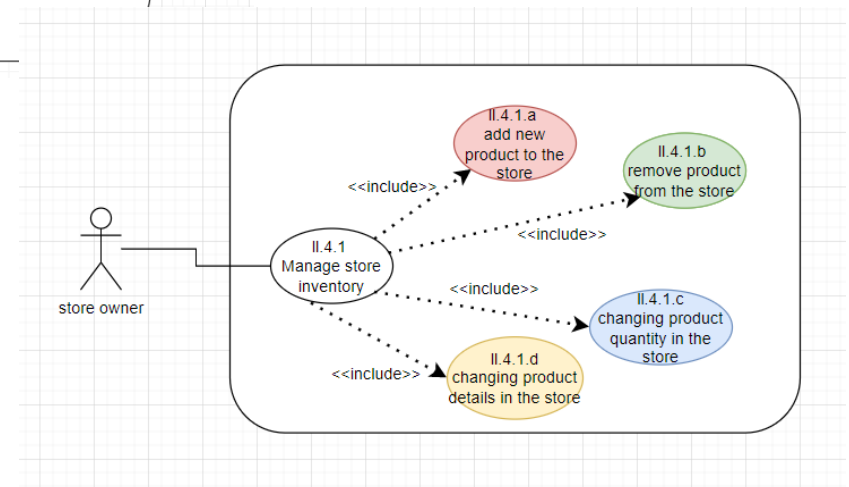 II.4.1.a
add new
product to the
store
II.4.1.b
remove product
from the store
<<include>>
<<include>>
II.4.1
Manage store
inventory
<<include>>
II.4.1.c
changing product
quantity in the
store
store owner
II.4.1.d
changing product
details in the store
<<include>>